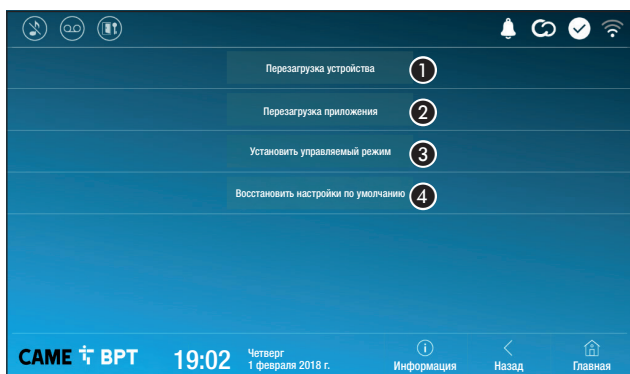 Перезагрузка устройства 1
Перезагрузка приложения 2
Установить управляемый режим 3
Восстановить настройки по умолчанию 4
CAME BPT 19:02 Четверг
1 февраля 2018 г.
Информация Назад Главная